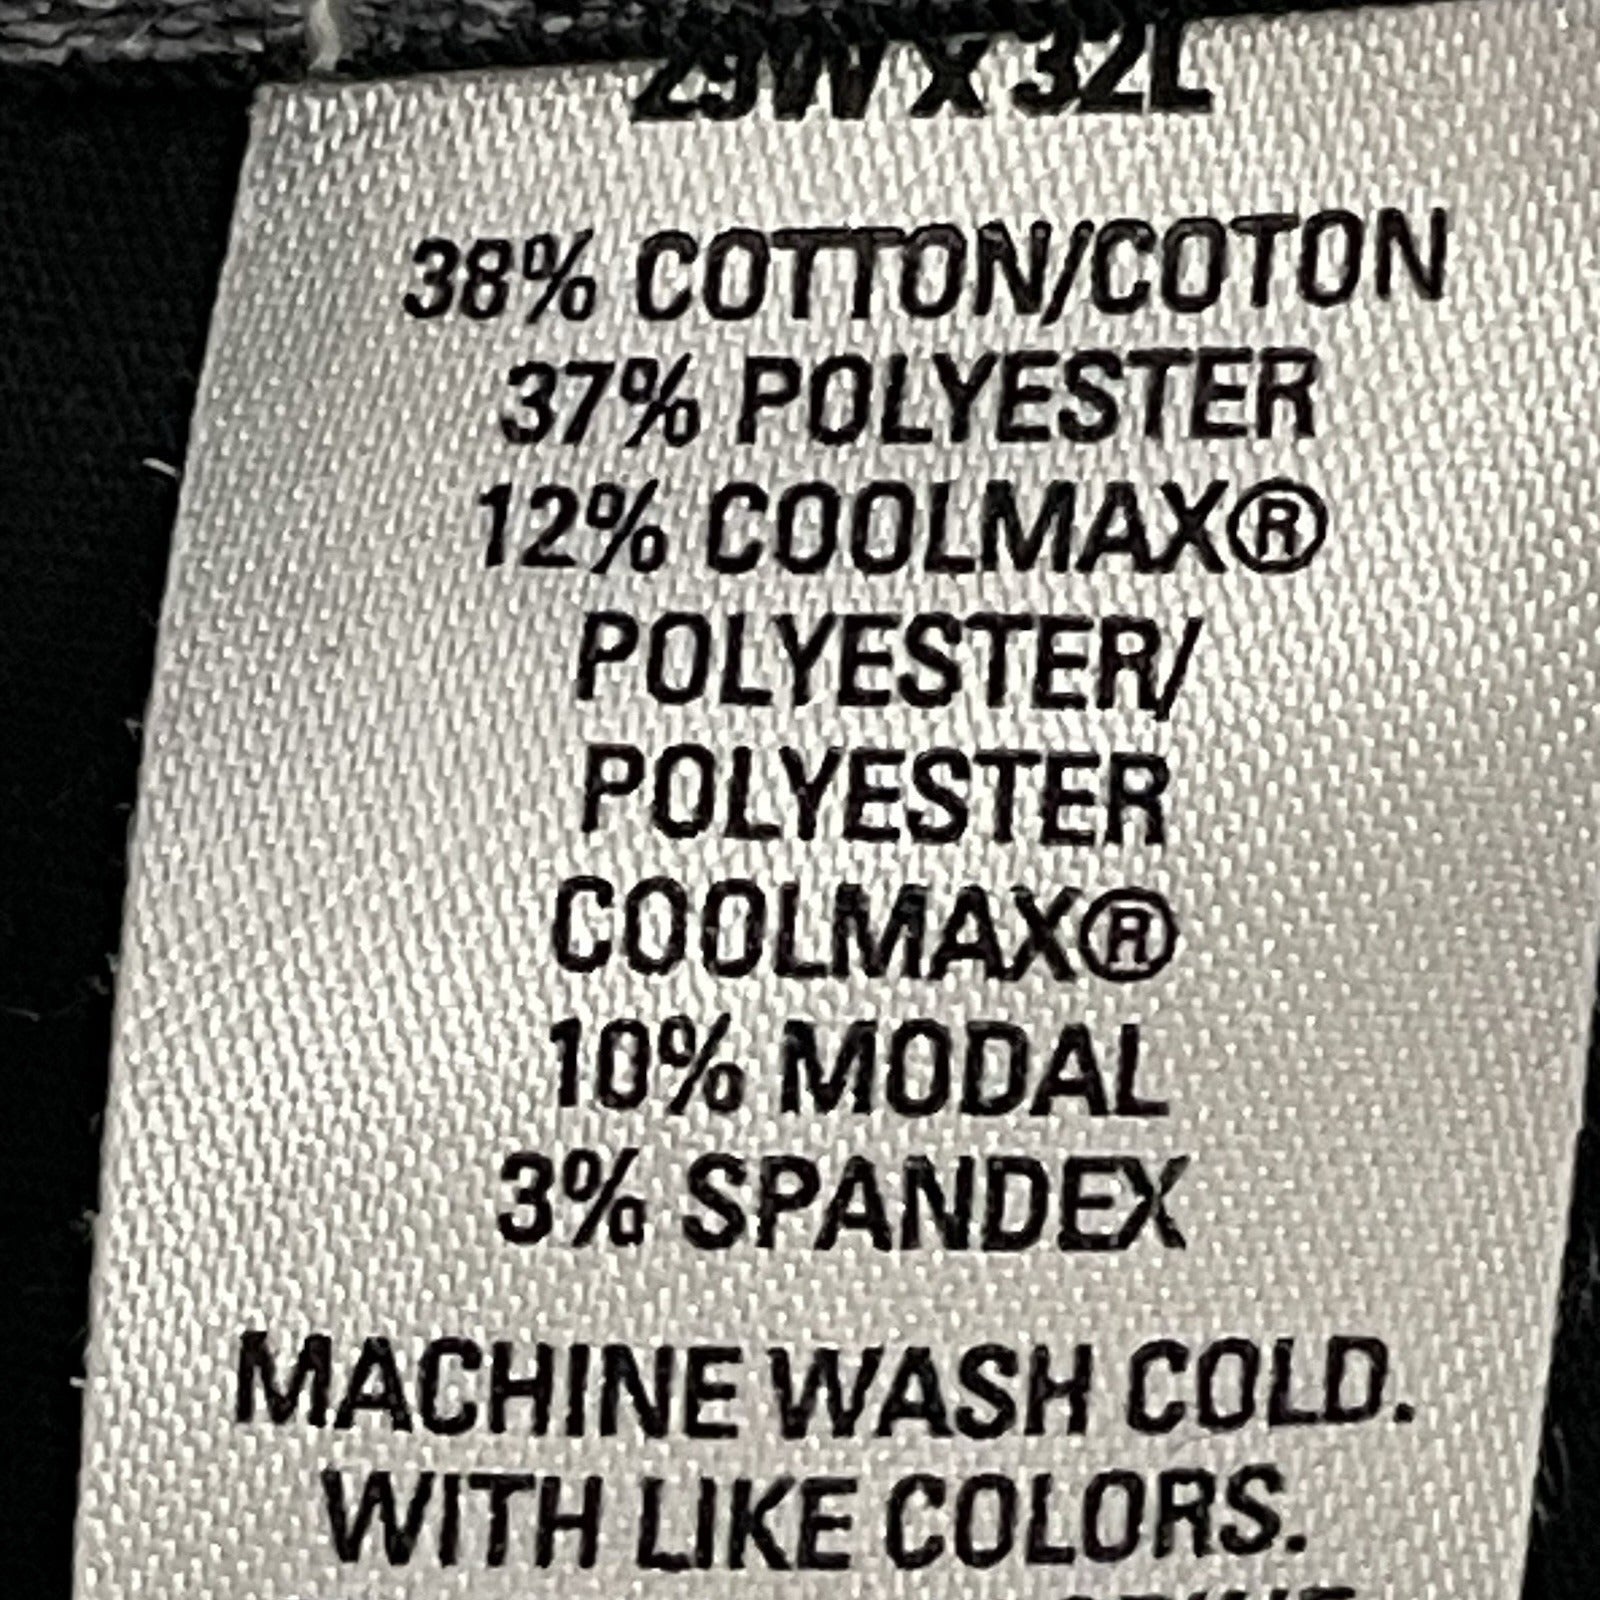 29W X 32L
38% COTTON/COTON
37% POLYESTER
12% COOLMAX®
POLYESTER/
POLYESTER
COOLMAX®
10% MODAL
3% SPANDEX
MACHINE WASH COLD.
WITH LIKE COLORS.